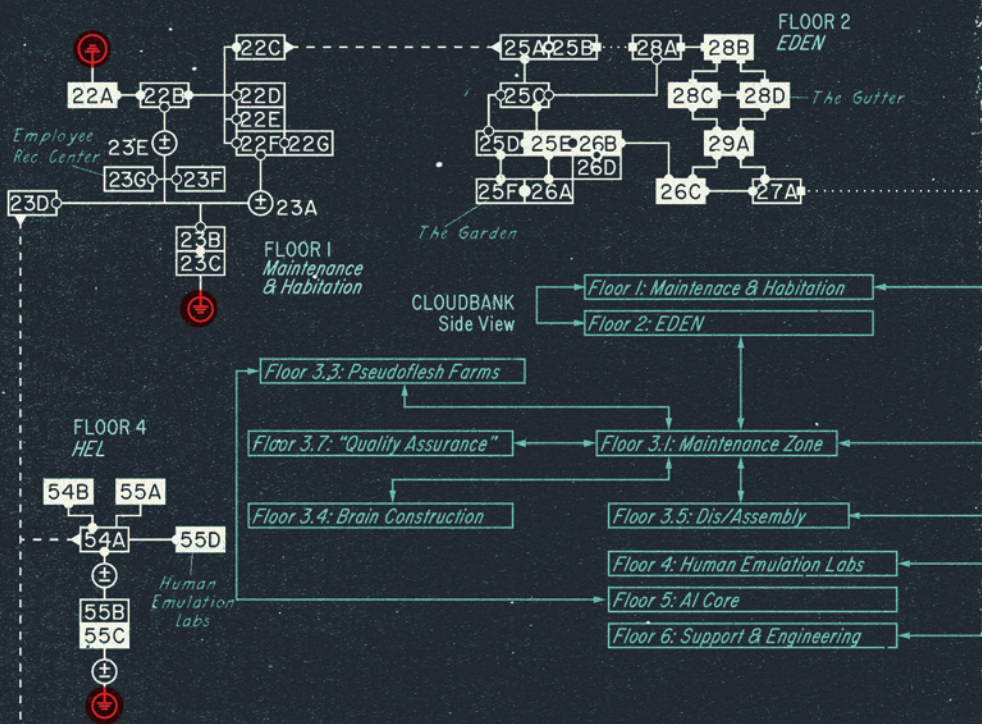 FLOOR 2
EDEN
22C
25A
25B
28A
28B
22A
22B
22D
25C
28C
28D
The Gutter
22E
Employee
Rec. Center
23E
22F
22G
25D
25E
26B
29A
26D
23G
23F
25F
26A
26C
27A
23D
23A
The Garden
23B
23C
FLOOR 1
Maintenance
& Habitation
CLOUDBANK
Side View
Floor 1: Maintenace & Habitation
Floor 2: EDEN
Floor 3.3: Pseudoflesh Farms
FLOOR 4
HEL
Floor 3.7: "Quality Assurance"
Floor 3.1: Maintenance Zone
54B
55A
Floor 3.4: Brain Construction
Floor 3.5: Dis/Assembly
54A
55D
Human
Emulation
Labs
Floor 4: Human Emulation Labs
Floor 5: AI Core
55B
55C
Floor 6: Support & Engineering